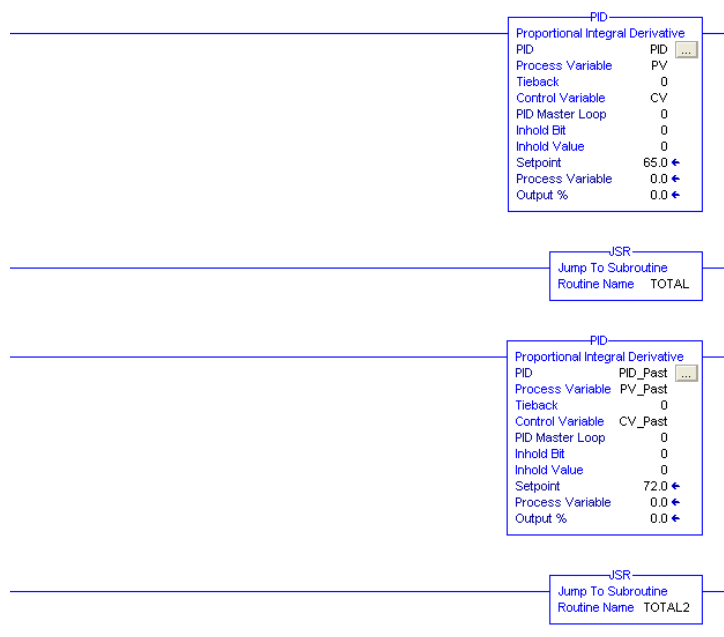 PID
Proportional Integral Derivative
PID PID ...
Process Variable PV
Tieback 0
Control Variable CV
PID Master Loop 0
Inhold Bit 0
Inhold Value 0
Setpoint 65.0 ←
Process Variable 0.0 ←
Output % 0.0 ←
JSR
Jump To Subroutine
Routine Name TOTAL
PID
Proportional Integral Derivative
PID PID_Past ...
Process Variable PV_Past
Tieback 0
Control Variable CV_Past
PID Master Loop 0
Inhold Bit 0
Inhold Value 0
Setpoint 72.0 ←
Process Variable 0.0 ←
Output % 0.0 ←
JSR
Jump To Subroutine
Routine Name TOTAL2